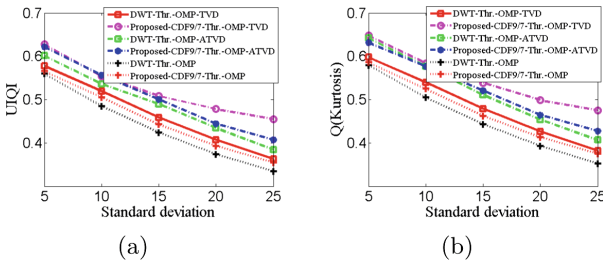 UIQI
0.7
0.6
0.5
0.4
5 10 15 20 25
Standard deviation
DWT-Thr.-OMP-TVD
Proposed-CDF9/7-Thr.-OMP-TVD
DWT-Thr.-OMP-ATVD
Proposed-CDF9/7-Thr.-OMP-ATVD
DWT-Thr.-OMP
Proposed-CDF9/7-Thr.-OMP
(a)
Q(Kurtosis)
0.7
0.6
0.5
0.4
5 10 15 20 25
Standard deviation
DWT-Thr.-OMP-TVD
Proposed-CDF9/7-Thr.-OMP-TVD
DWT-Thr.-OMP-ATVD
Proposed-CDF9/7-Thr.-OMP-ATVD
DWT-Thr.-OMP
Proposed-CDF9/7-Thr.-OMP
(b)